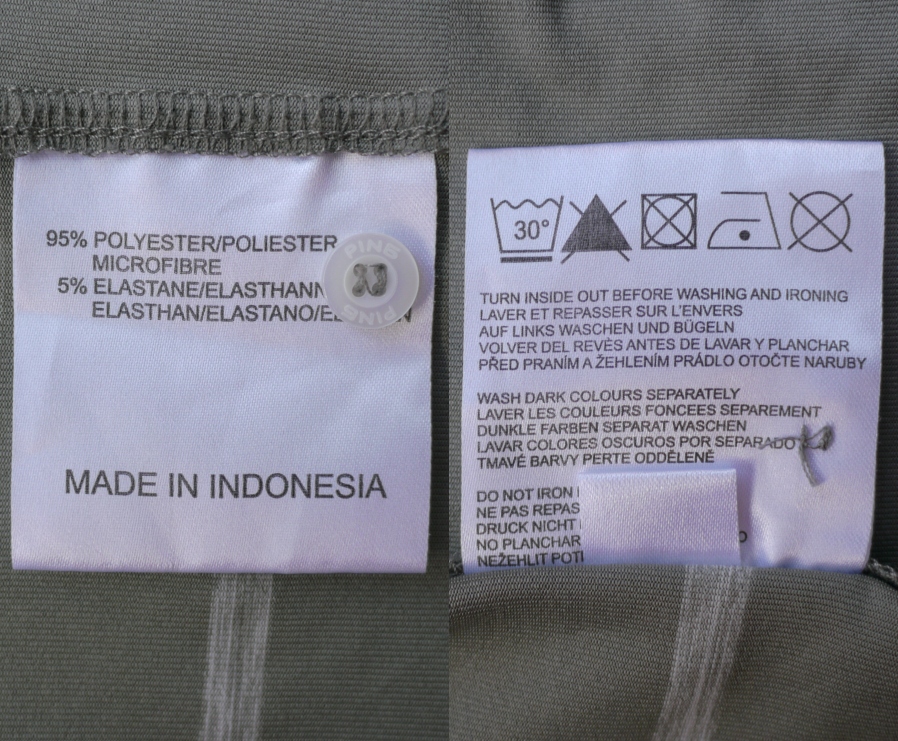 95% POLYESTER/POLIESTER
MICROFIBRE
5% ELASTANE/ELASTHANN
ELASTHAN/ELASTANO/
PINE
PINE
MADE IN INDONESIA
30°
TURN INSIDE OUT BEFORE WASHING AND IRONING
LAVER ET REPASSER SUR L'ENVERS
AUF LINKS WASCHEN UND BÜGELN
VOLVER DEL REVÉS ANTES DE LAVAR Y PLANCHAR
PŘED PRANÍM A ŽEHLENÍM PRÁDLO OTOČTE NARUBY
WASH DARK COLOURS SEPARATELY
LAVER LES COULEURS FONCEES SEPAREMENT
DUNKLE FARBEN SEPARAT WASCHEN
LAVAR COLORES OSCUROS POR SEPARADO
TMAVÉ BARVY PERTE ODDĚLENĚ
DO NOT IRON
NE PAS REPAS
DRUCK NICHT
NO PLANCHAR
NEŽEHLIT POTI